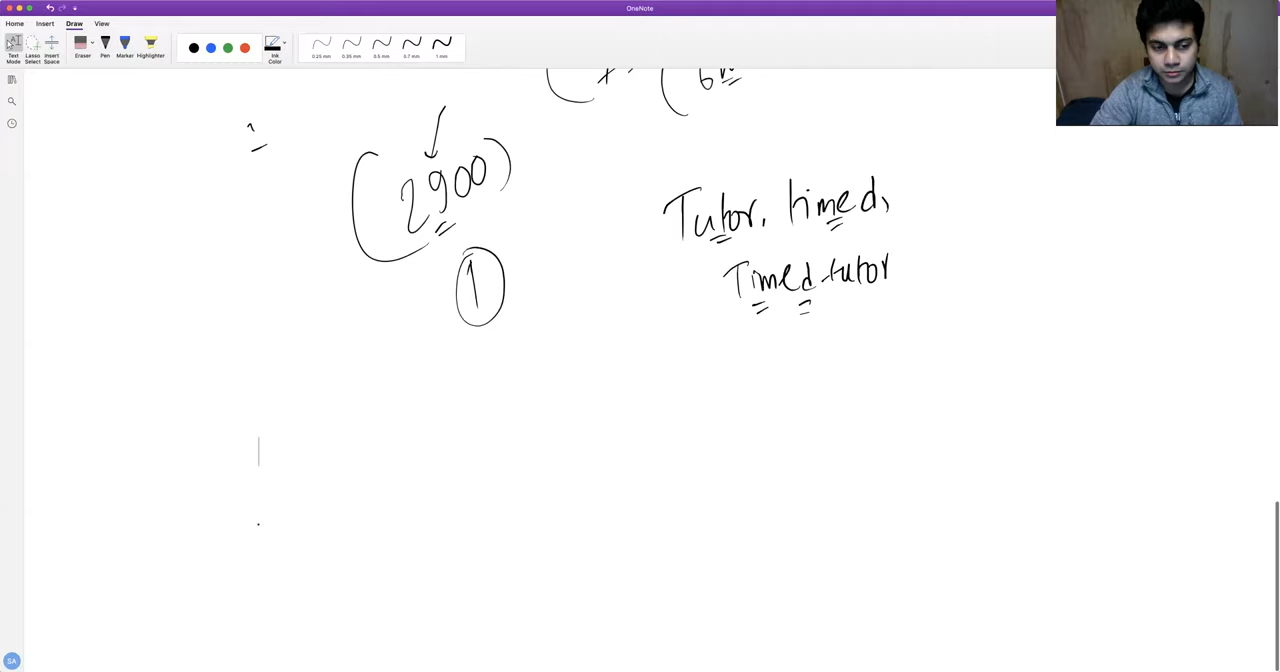 OneNote
Home Insert Draw View
Text Mode
Lasso Select
Insert Space
Eraser
Pen
Marker
Highlighter
Ink Color
0.25 mm
0.35 mm
0.5 mm
0.7 mm
1 mm
2900
1
Tutor, timed,
Timed-tutor
SA